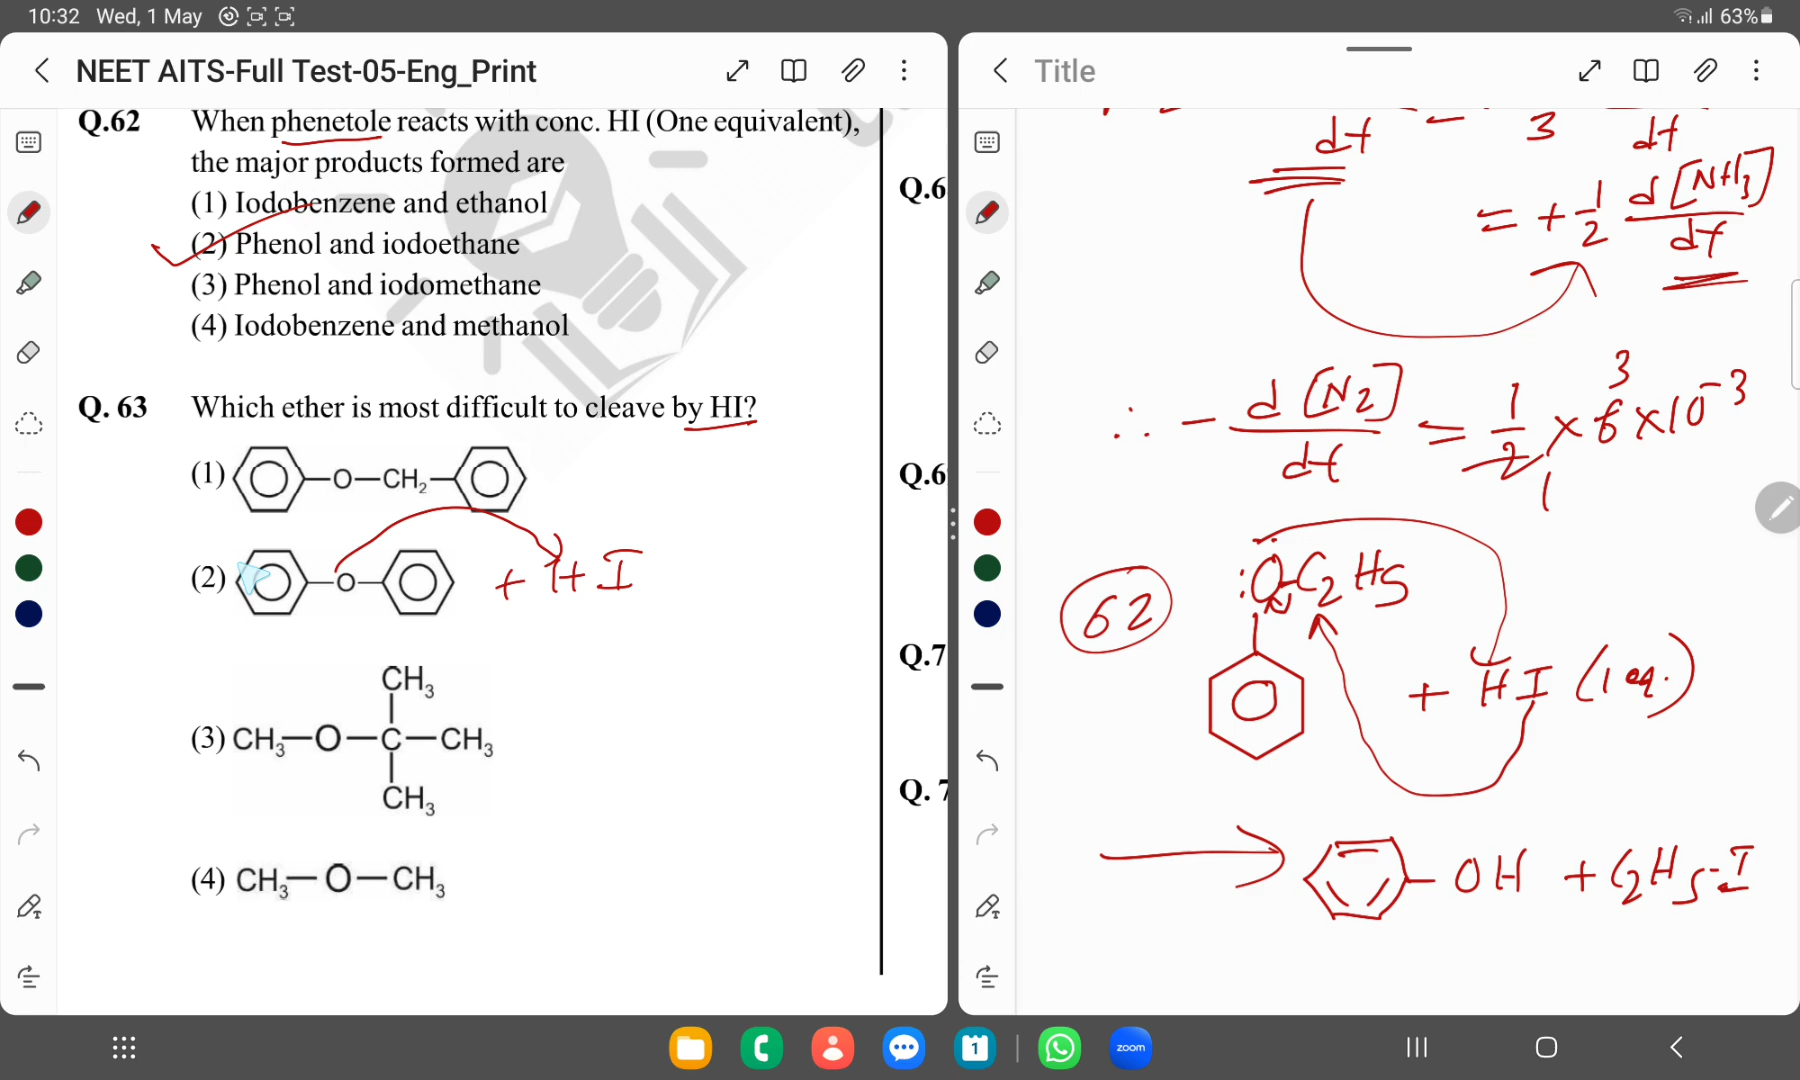 10:32 Wed, 1 May
63%
NEET AITS-Full Test-05-Eng_Print
Q.62 When phenetole reacts with conc. HI (One equivalent),
the major products formed are
(1) Iodobenzene and ethanol
(2) Phenol and iodoethane
(3) Phenol and iodomethane
(4) Iodobenzene and methanol
Q. 63 Which ether is most difficult to cleave by HI?
(1) O—CH₂
(2) O + HI
CH₃
(3) CH₃—O—C—CH₃
CH₃
(4) CH₃—O—CH₃
Q.6
Q.6
Q.7
Q. 7
Title
dt 3 dt
= + 1/2 d[NH₃]/dt
∴ - d[N₂]/dt = 1/2 × 6 × 10⁻³
3
1
62
:O-C₂H5
+ HI (1 eq.)
OH + C₂H5-I
1
zoom